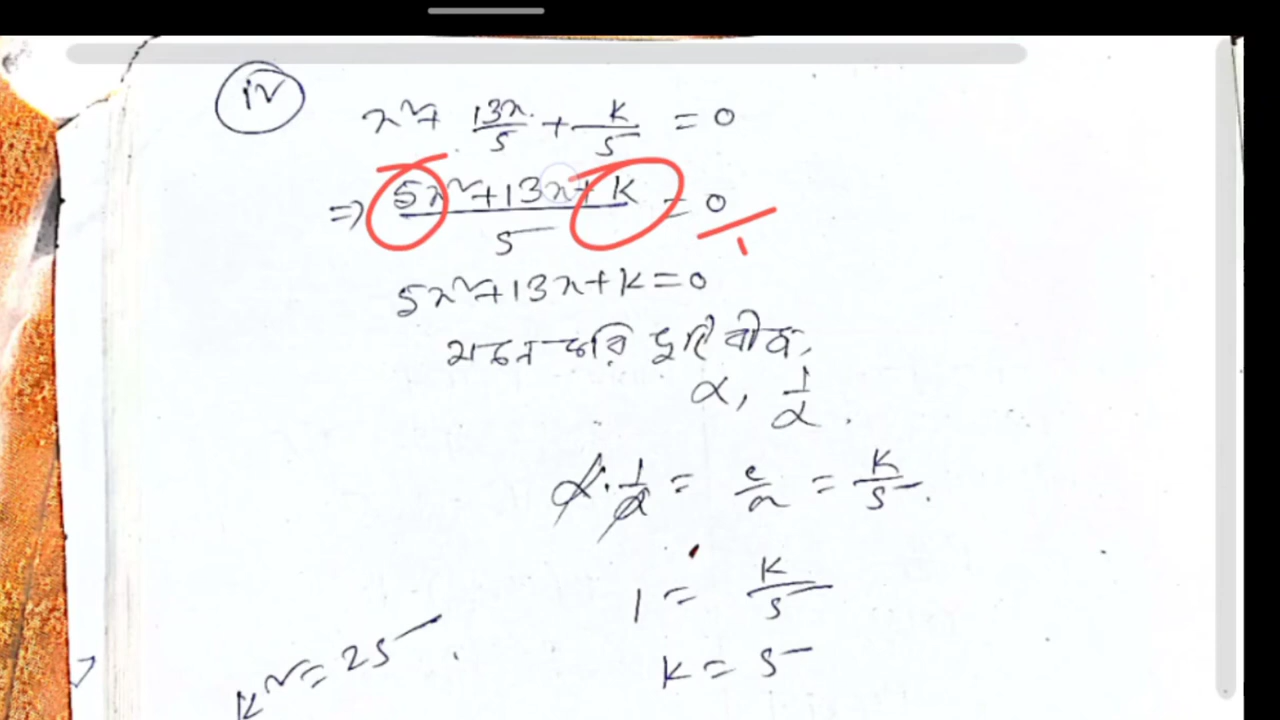 iv
x² + 13x/5 + k/5 = 0
⇒ 5x² + 13x + k / 5 = 0 / 1
5x² + 13x + k = 0
মনে করি দুটি বীজ,
α, 1/α.
α · 1/α = c/a = k/5.
1 = k/5
k² = 25
k = 5